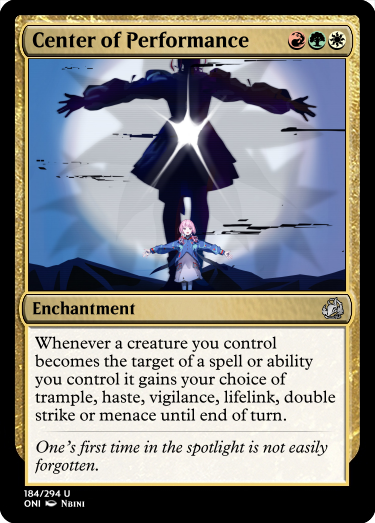 Center of Performance
Enchantment
Whenever a creature you control
becomes the target of a spell or ability
you control it gains your choice of
trample, haste, vigilance, lifelink, double
strike or menace until end of turn.
One's first time in the spotlight is not easily
forgotten.
184/294 U
ONI Nbini